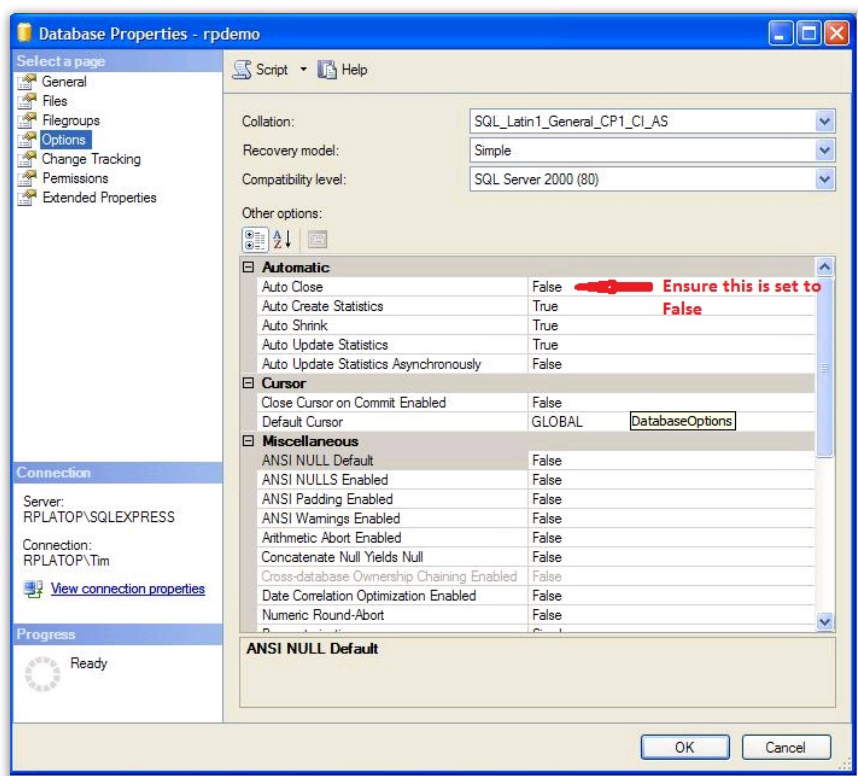 Database Properties - rpdemo
Select a page
General
Files
Filegroups
Options
Change Tracking
Permissions
Extended Properties
Connection
Server:
RPLATOP\SQLEXPRESS
Connection:
RPLATOP\Tim
View connection properties
Progress
Ready
Script Help
Collation: SQL_Latin1_General_CP1_CI_AS
Recovery model: Simple
Compatibility level: SQL Server 2000 (80)
Other options:
Automatic
Auto Close False Ensure this is set to
Auto Create Statistics True False
Auto Shrink True
Auto Update Statistics True
Auto Update Statistics Asynchronously False
Cursor
Close Cursor on Commit Enabled False
Default Cursor GLOBAL DatabaseOptions
Miscellaneous
ANSI NULL Default False
ANSI NULLS Enabled False
ANSI Padding Enabled False
ANSI Warnings Enabled False
Arithmetic Abort Enabled False
Concatenate Null Yields Null False
Cross-database Ownership Chaining Enabled False
Date Correlation Optimization Enabled False
Numeric Round-Abort False
ANSI NULL Default
OK Cancel